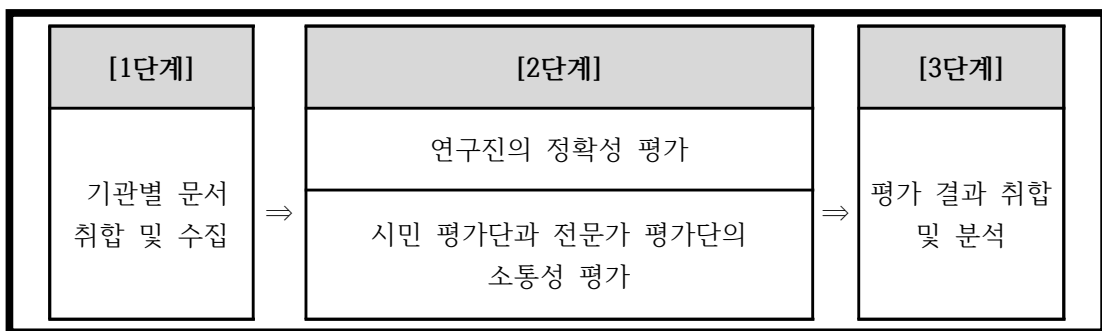 [1단계]
[2단계]
[3단계]
기관별 문서
취합 및 수집
⇒
연구진의 정확성 평가
시민 평가단과 전문가 평가단의
소통성 평가
⇒
평가 결과 취합
및 분석